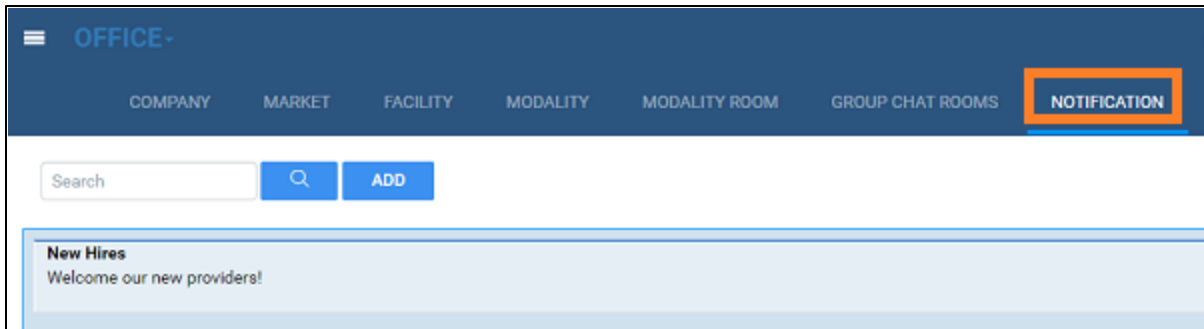 OFFICE
COMPANY MARKET FACILITY MODALITY MODALITY ROOM GROUP CHAT ROOMS NOTIFICATION
Search ADD
New Hires
Welcome our new providers!